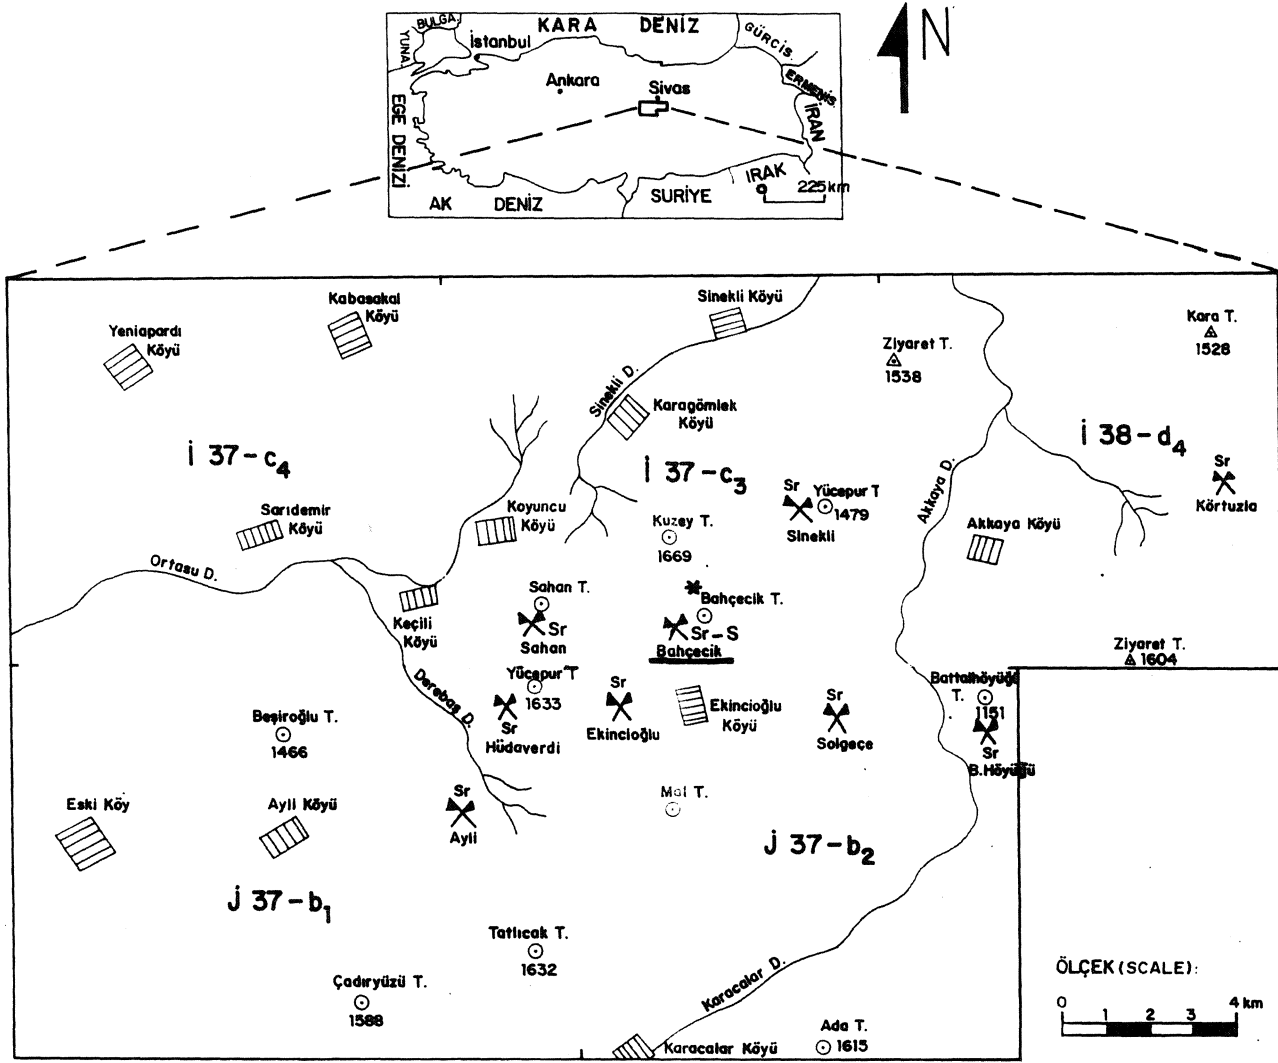 BULGA.
KARA DENİZ
YUNA.
İstanbul
GÜRCİS.
Ankara
Sivas
ERMENİS.
EGE DENİZİ
İRAN
IRAK
225 km
AK DENİZ
SURİYE
N
Kabasakal
Köyü
Sinekli Köyü
Yeniapardı
Köyü
Kara T.
1528
Ziyaret T.
1538
Sinekli D.
Karagömlek
Köyü
İ 37-c4
İ 37-c3
İ 38-d4
Sr
Körtuzla
Sr
Yücepur T
1479
Sinekli
Akkaya D.
Akkaya Köyü
Sarıdemir
Köyü
Koyuncu
Köyü
Kuzey T.
1669
Ortasu D.
Keçili
Köyü
Sahan T.
Sr
Sahan
Bahçecik T.
Sr-S
Bahçecik
Ziyaret T.
1604
Derebaş D.
Yücepur T
1633
Sr
Hüdaverdi
Sr
Ekincioğlu
Ekincioğlu
Köyü
Sr
Solgeçe
Battalhöyüğü
T.
1151
Sr
B.Höyüğü
Beşiroğlu T.
1466
Eski Köy
Ayli Köyü
Sr
Ayli
Mal T.
J 37-b2
J 37-b1
Tatlıcak T.
1632
Çadıryüzü T.
1588
Karacalar D.
Karacalar Köyü
Ada T.
1615
ÖLÇEK (SCALE):
0 1 2 3 4 km